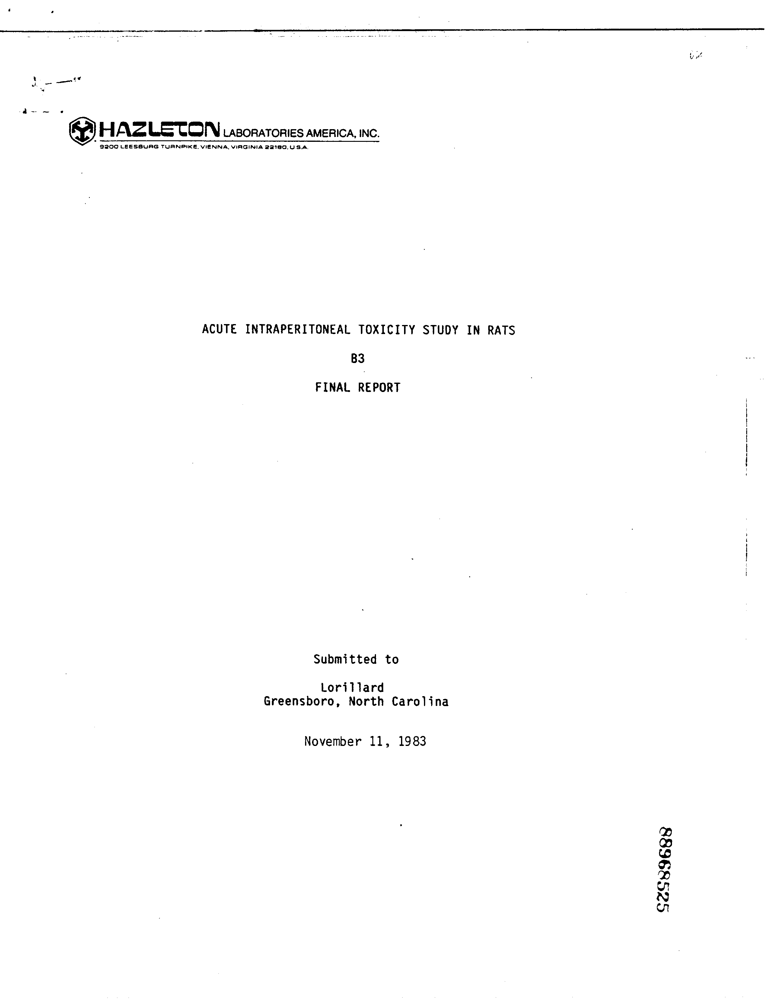 HAZLETON LABORATORIES AMERICA, INC.
9200 LEESBURG TURNPIKE, VIENNA, VIRGINIA 22180, U.S.A.
ACUTE INTRAPERITONEAL TOXICITY STUDY IN RATS
B3
FINAL REPORT
Submitted to
Lorillard
Greensboro, North Carolina
November 11, 1983
88968525